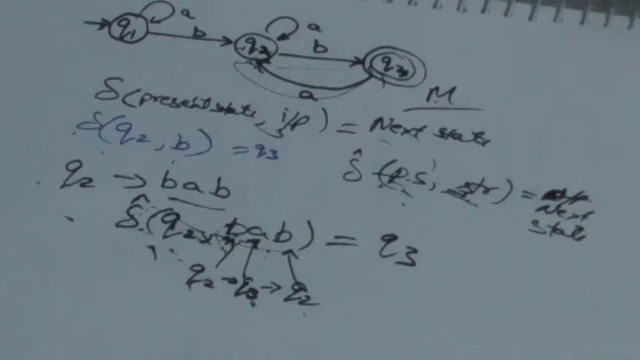 a a
q1 b q2 b q3
a
M
δ(present state, i/p) = Next state
δ(q2, b) = q3
δ̂ (p.s, str) = Next State
q2 → bab
δ̂(q2, bab) = q3
q2 → q3 → q2